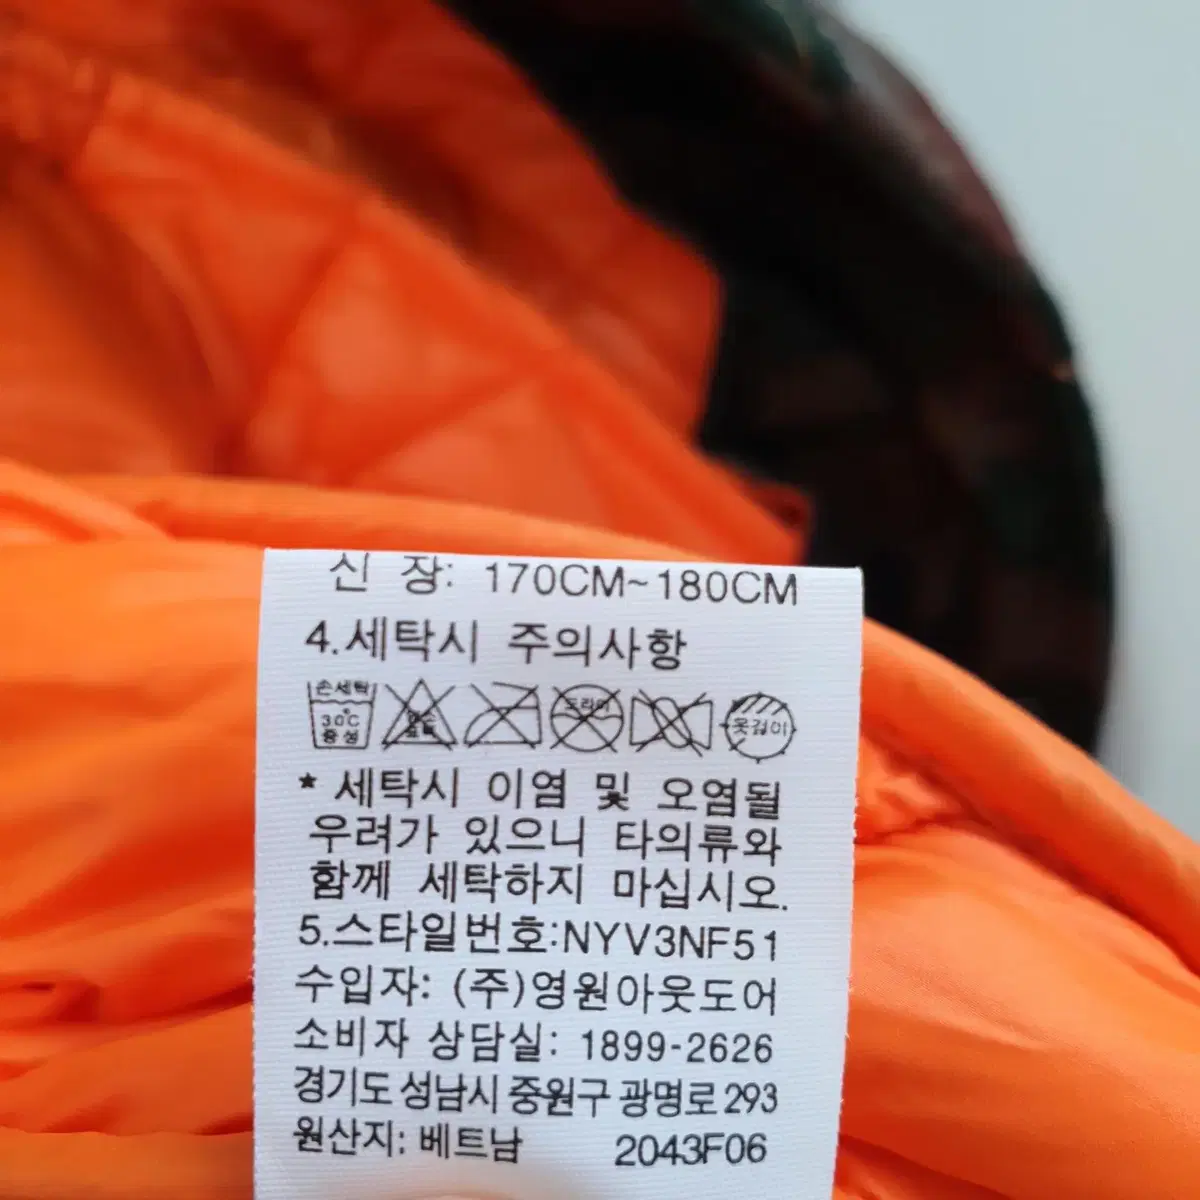 신 장: 170CM~180CM
4.세탁시 주의사항
손세탁 30℃ 중성 드라이 옷걸이
* 세탁시 이염 및 오염될
우려가 있으니 타의류와
함께 세탁하지 마십시오.
5.스타일번호:NYV3NF51
수입자: (주)영원아웃도어
소비자 상담실: 1899-2626
경기도 성남시 중원구 광명로 293
원산지: 베트남 2043F06